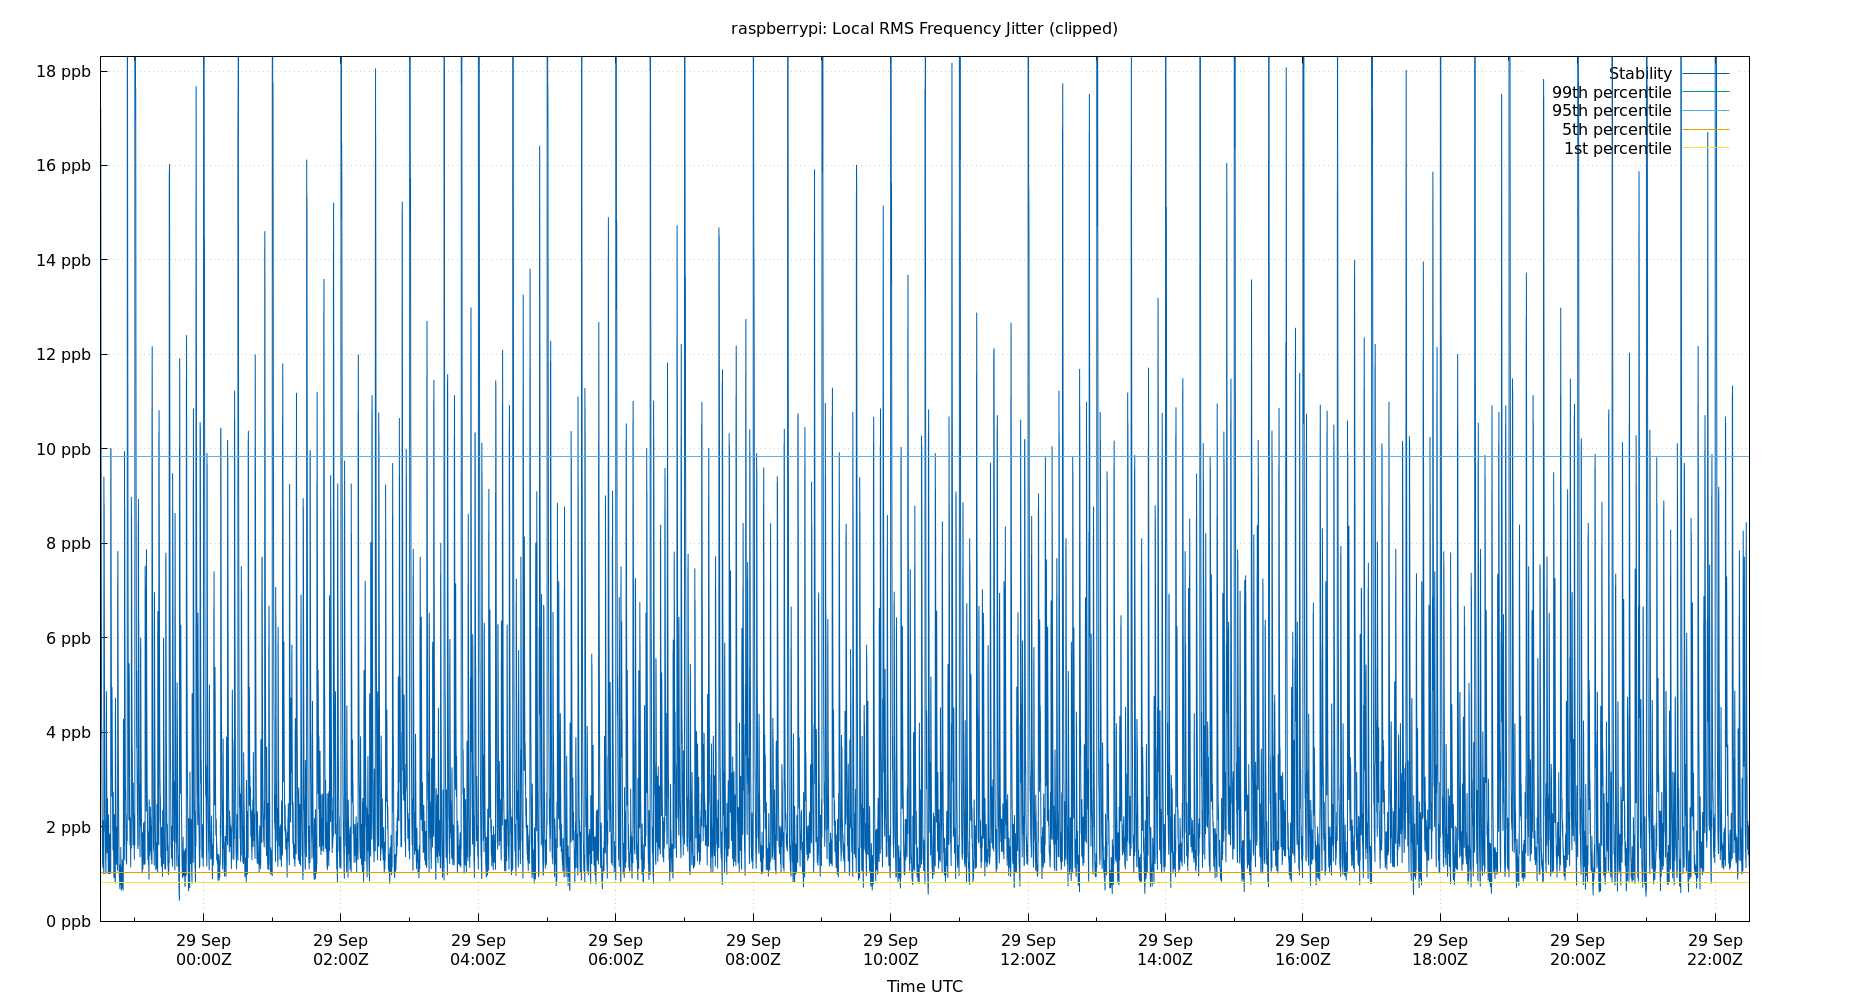 raspberrypi: Local RMS Frequency Jitter (clipped)
18 ppb
16 ppb
14 ppb
12 ppb
10 ppb
8 ppb
6 ppb
4 ppb
2 ppb
0 ppb
Stability
99th percentile
95th percentile
5th percentile
1st percentile
29 Sep 29 Sep 29 Sep 29 Sep 29 Sep 29 Sep 29 Sep 29 Sep 29 Sep 29 Sep 29 Sep 29 Sep
00:00Z 02:00Z 04:00Z 06:00Z 08:00Z 10:00Z 12:00Z 14:00Z 16:00Z 18:00Z 20:00Z 22:00Z
Time UTC